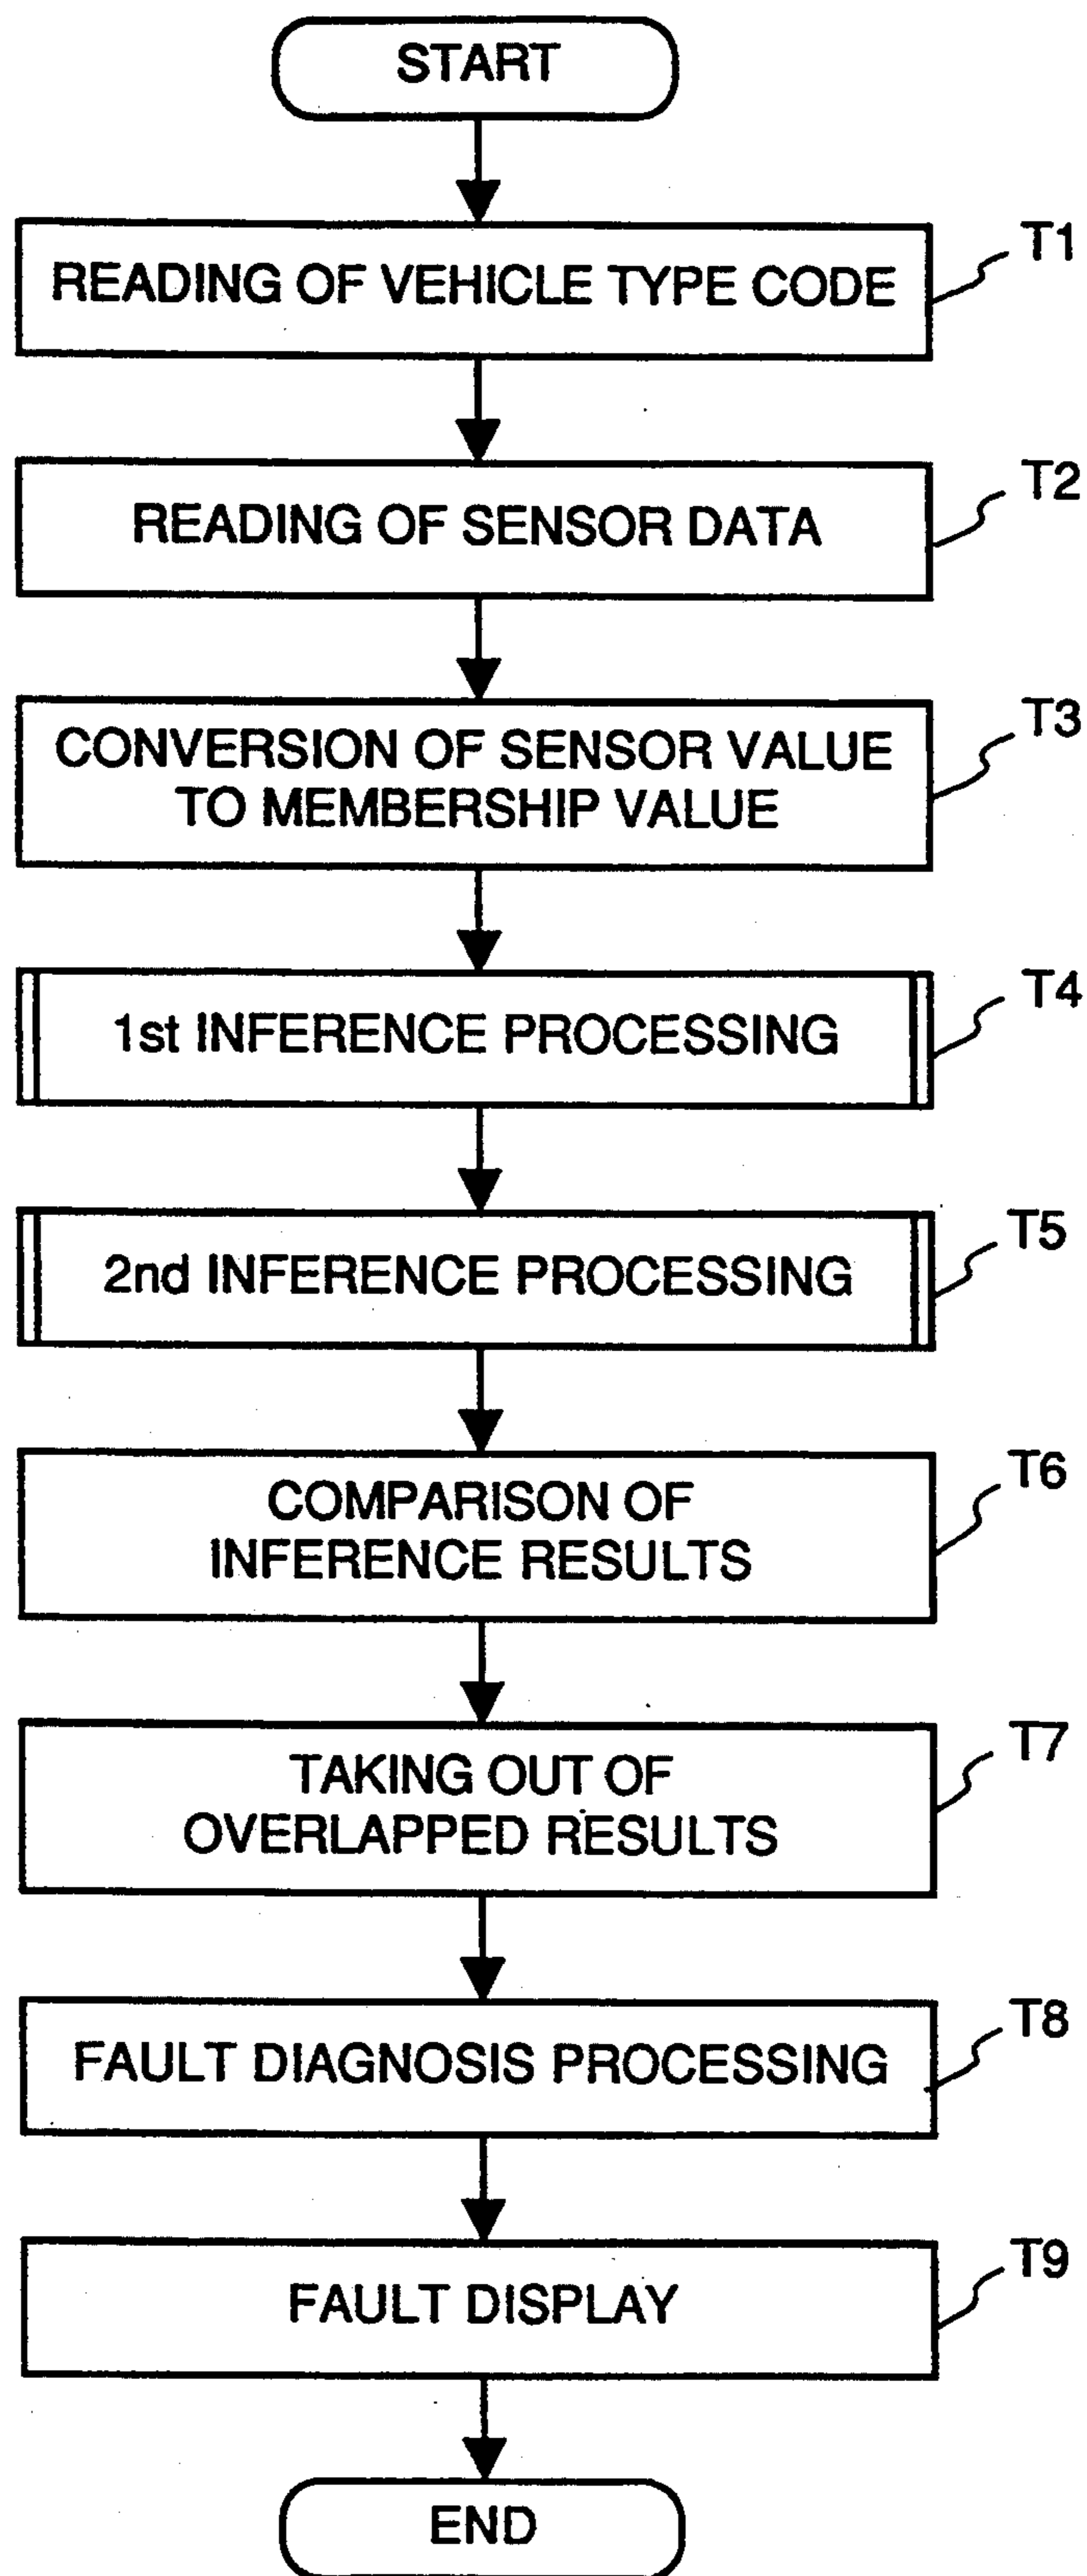 START
READING OF VEHICLE TYPE CODE
T1
READING OF SENSOR DATA
T2
CONVERSION OF SENSOR VALUE
TO MEMBERSHIP VALUE
T3
1st INFERENCE PROCESSING
T4
2nd INFERENCE PROCESSING
T5
COMPARISON OF
INFERENCE RESULTS
T6
TAKING OUT OF
OVERLAPPED RESULTS
T7
FAULT DIAGNOSIS PROCESSING
T8
FAULT DISPLAY
T9
END